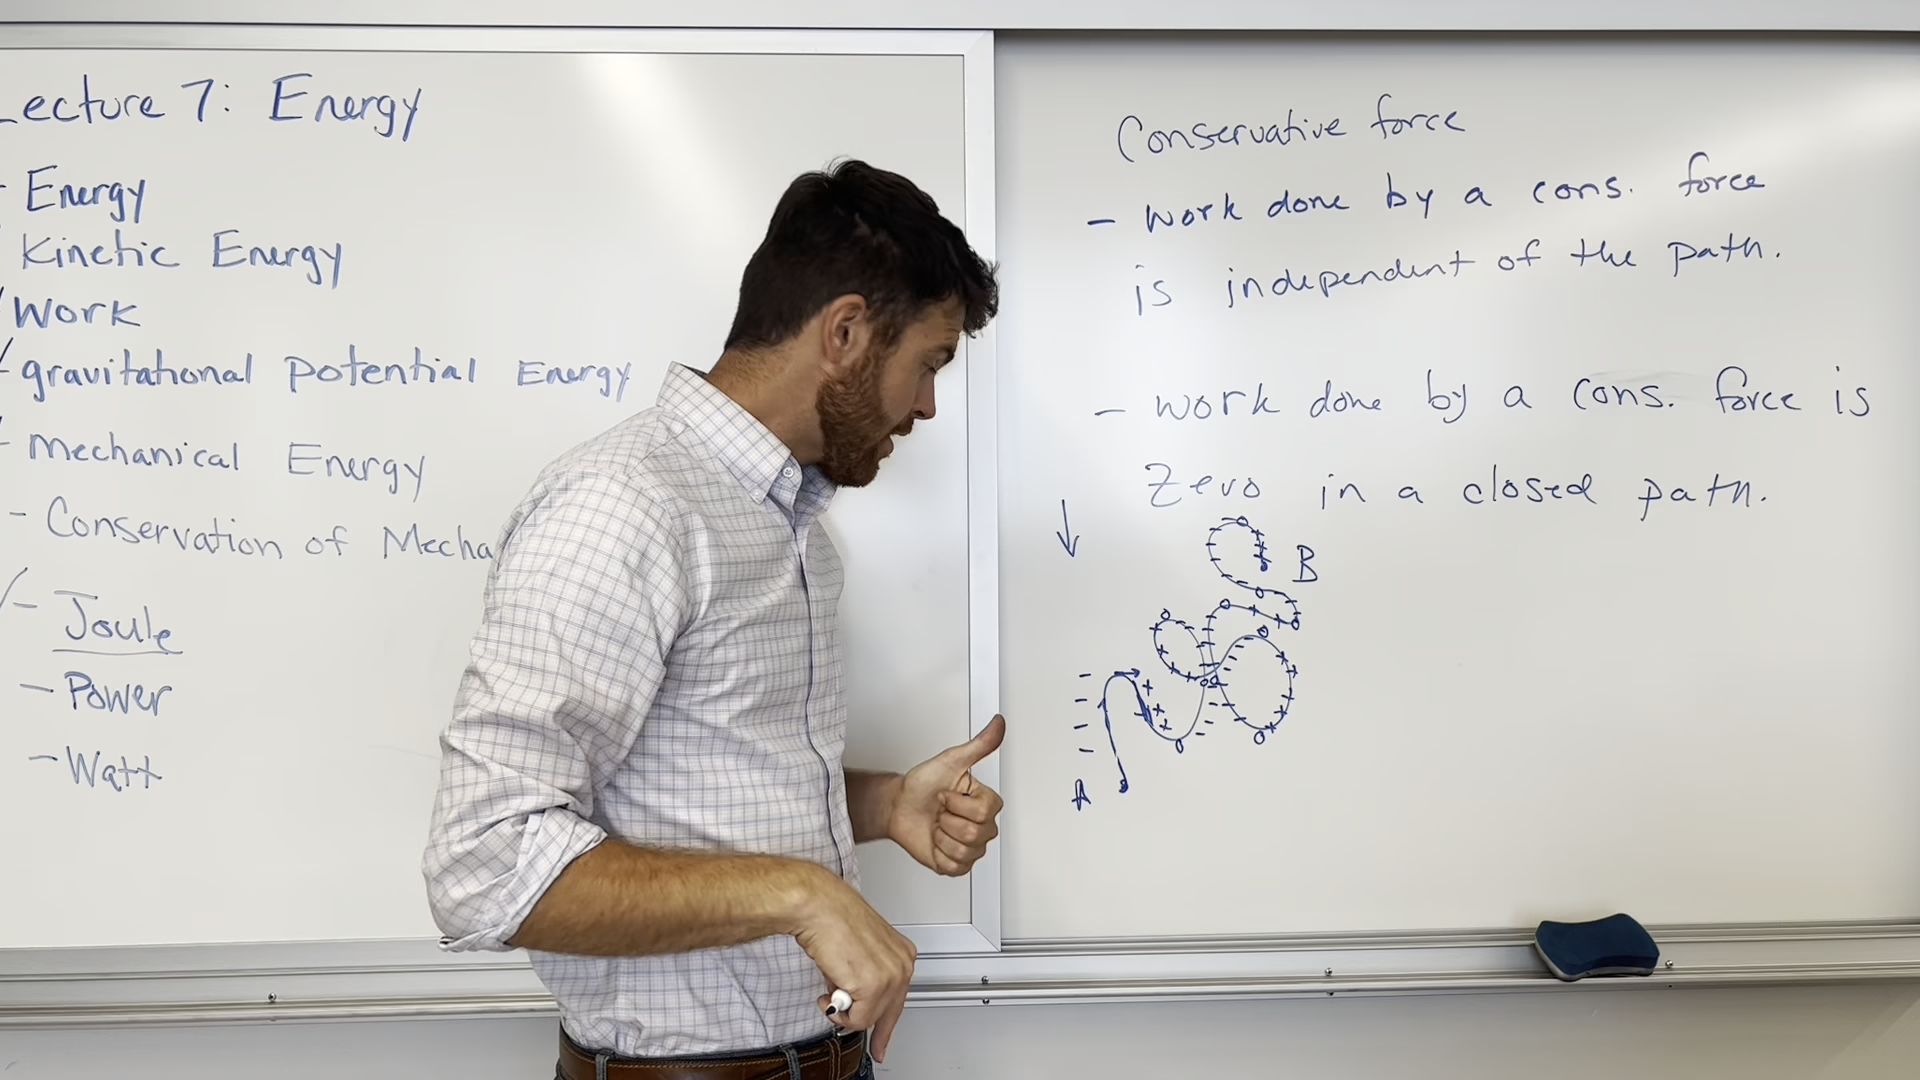 Lecture 7: Energy
- Energy
Kinetic Energy
Work
gravitational Potential Energy
Mechanical Energy
- Conservation of Mecha
- Joule
- Power
- Watt
Conservative force
- work done by a cons. force
is independent of the path.
- work done by a cons. force is
Zero in a closed path.
B
A